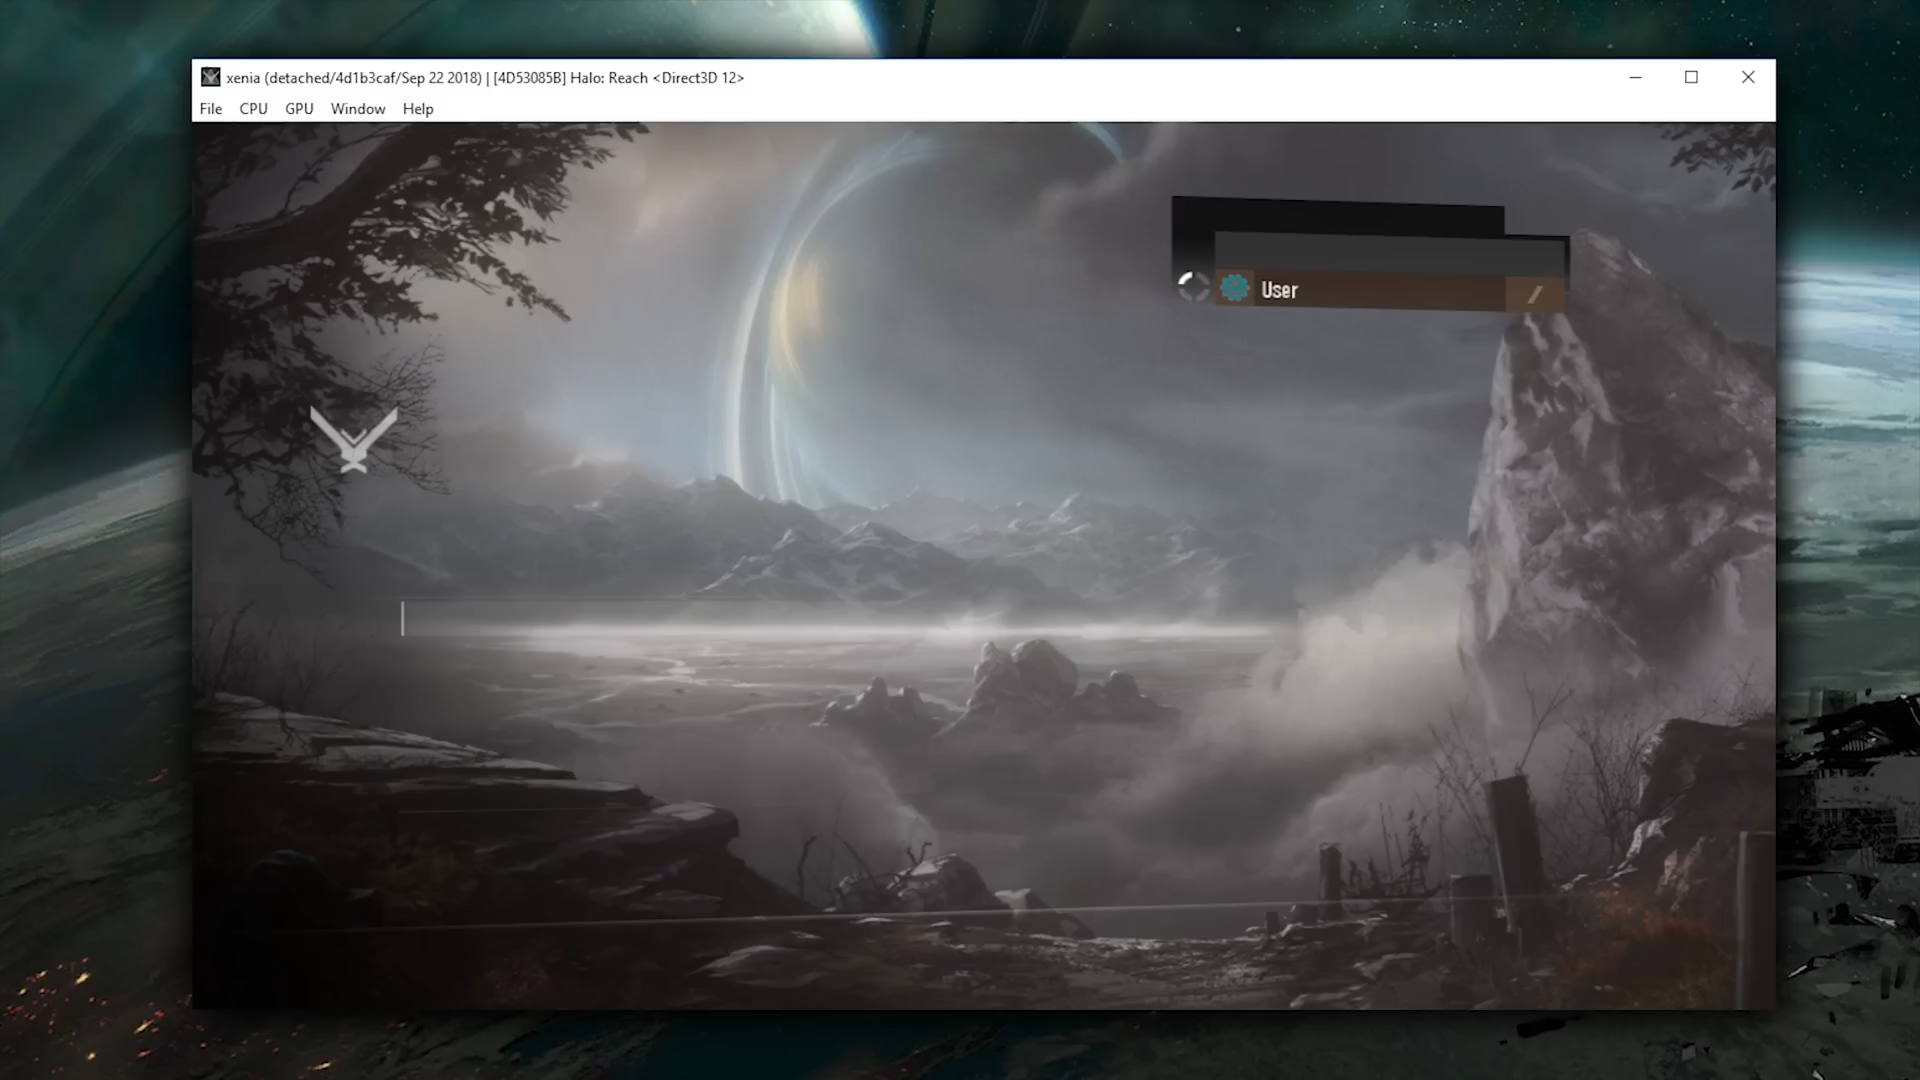 xenia (detached/4d1b3caf/Sep 22 2018) | [4D53085B] Halo: Reach <Direct3D 12>
File CPU GPU Window Help
User